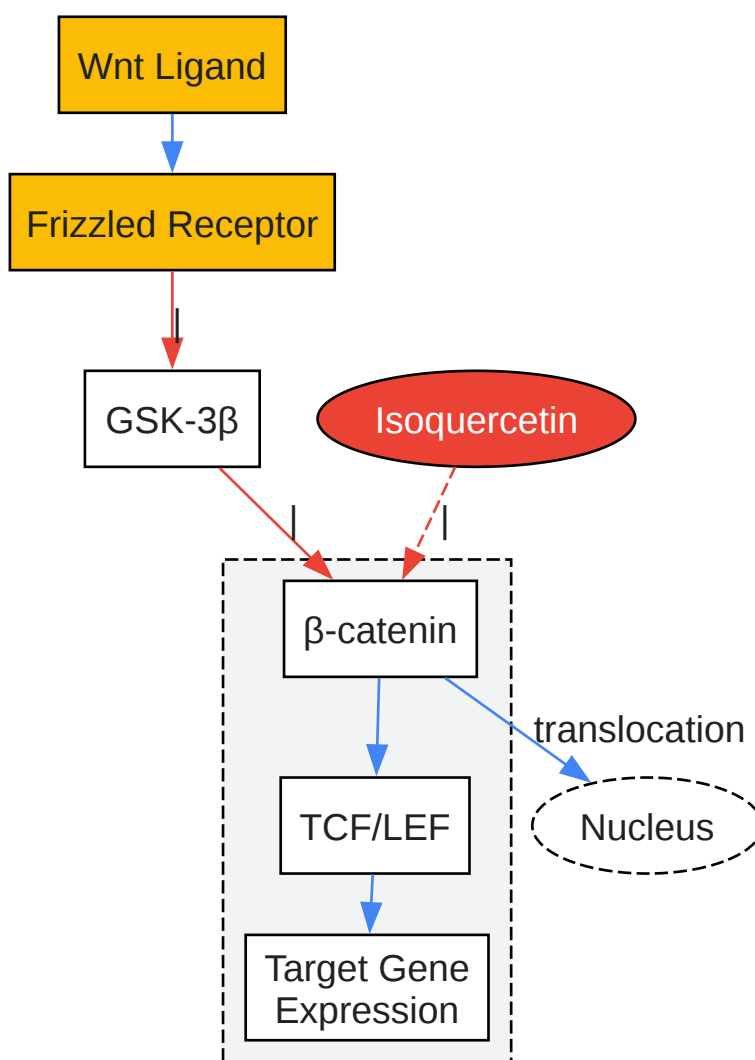 Wnt Ligand
Frizzled Receptor
|
GSK-3β
Isoquercetin
|
|
β-catenin
translocation
TCF/LEF
Nucleus
Target Gene
Expression